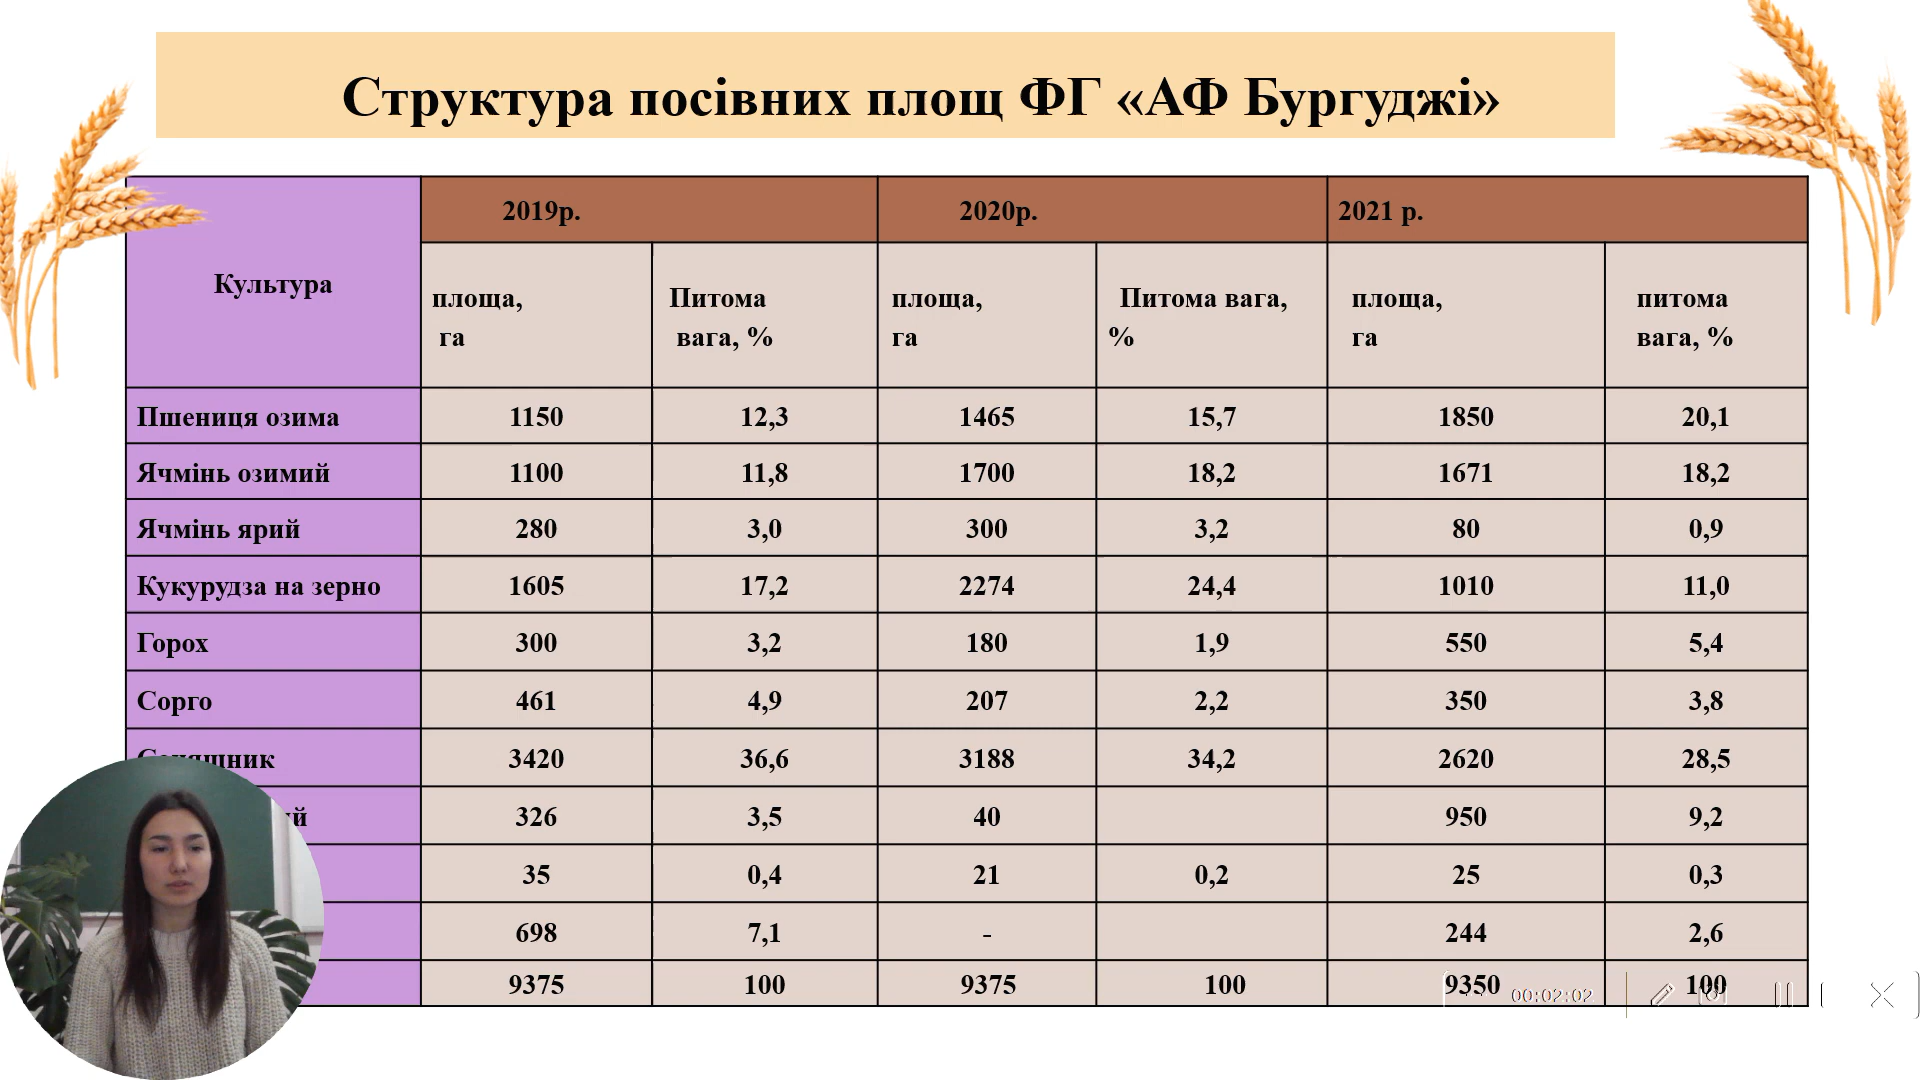 Структура посівних площ ФГ «АФ Бургуджі»
Культура 2019р. 2020р. 2021 р.
площа, га Питома вага, % площа, га Питома вага, % площа, га питома вага, %
Пшениця озима 1150 12,3 1465 15,7 1850 20,1
Ячмінь озимий 1100 11,8 1700 18,2 1671 18,2
Ячмінь ярий 280 3,0 300 3,2 80 0,9
Кукурудза на зерно 1605 17,2 2274 24,4 1010 11,0
Горох 300 3,2 180 1,9 550 5,4
Сорго 461 4,9 207 2,2 350 3,8
3420 36,6 3188 34,2 2620 28,5
326 3,5 40 950 9,2
35 0,4 21 0,2 25 0,3
698 7,1 - 244 2,6
9375 100 9375 100 9350 100
00:02:02